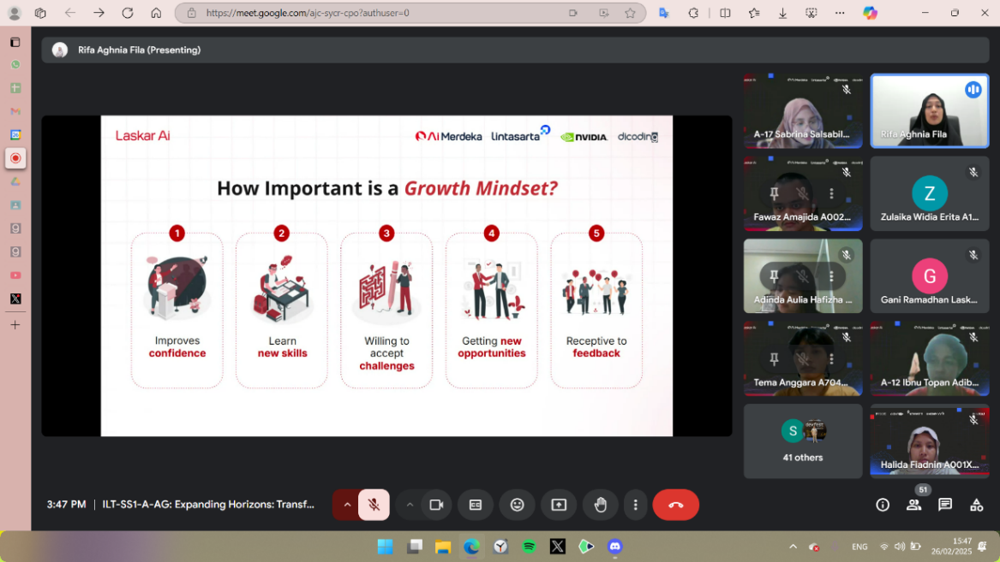 https://meet.google.com/ajc-sycr-cpo?authuser=0
Rifa Aghnia Fila (Presenting)
Laskar Ai
Ai Merdeka
lintasarta
NVIDIA.
dicoding
How Important is a Growth Mindset?
1
Improves
confidence
2
Learn
new skills
3
Willing to
accept
challenges
4
Getting new
opportunities
5
Receptive to
feedback
A-17 Sabrina Salsabil...
Rifa Aghnia Fila
Fawaz Amajida A002...
Z
Zulaika Widia Erita A1...
Adinda Aulia Hafizha ...
G
Gani Ramadhan Lask...
Tema Anggara A704...
A-12 Ibnu Topan Adib...
S
devfest
41 others
Halida Fiadnin A001X...
3:47 PM | ILT-SS1-A-AG: Expanding Horizons: Transf...
51
ENG
15:47
26/02/2025